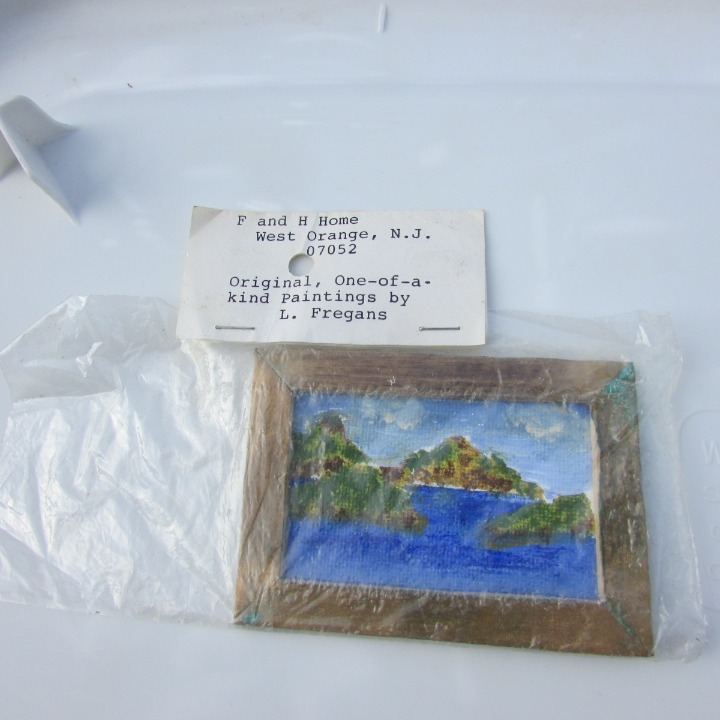 F and H Home
West Orange, N.J.
07052
Original, One-of-a-
kind Paintings by
L. Fregans